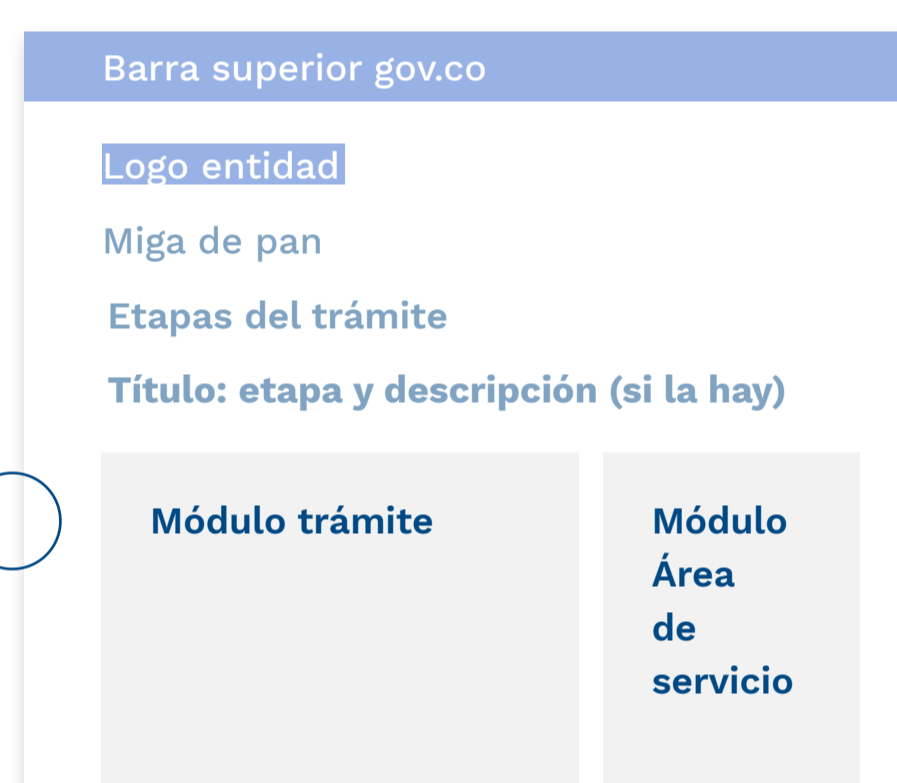 Barra superior gov.co
Logo entidad
Miga de pan
Etapas del trámite
Título: etapa y descripción (si la hay)
Módulo trámite
Módulo
Área
de
servicio